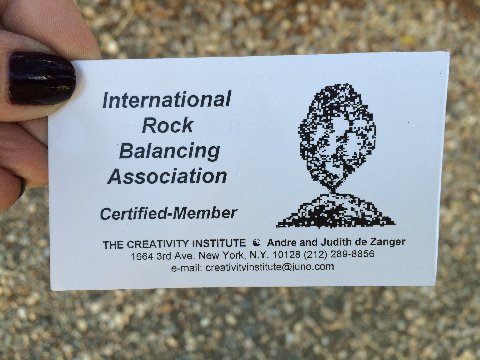 International
Rock
Balancing
Association
Certified-Member
THE CREATIVITY INSTITUTE ☯ Andre and Judith de Zanger
1664 3rd Ave. New York, N.Y. 10128 (212) 289-8856
e-mail: creativityinstitute@juno.com